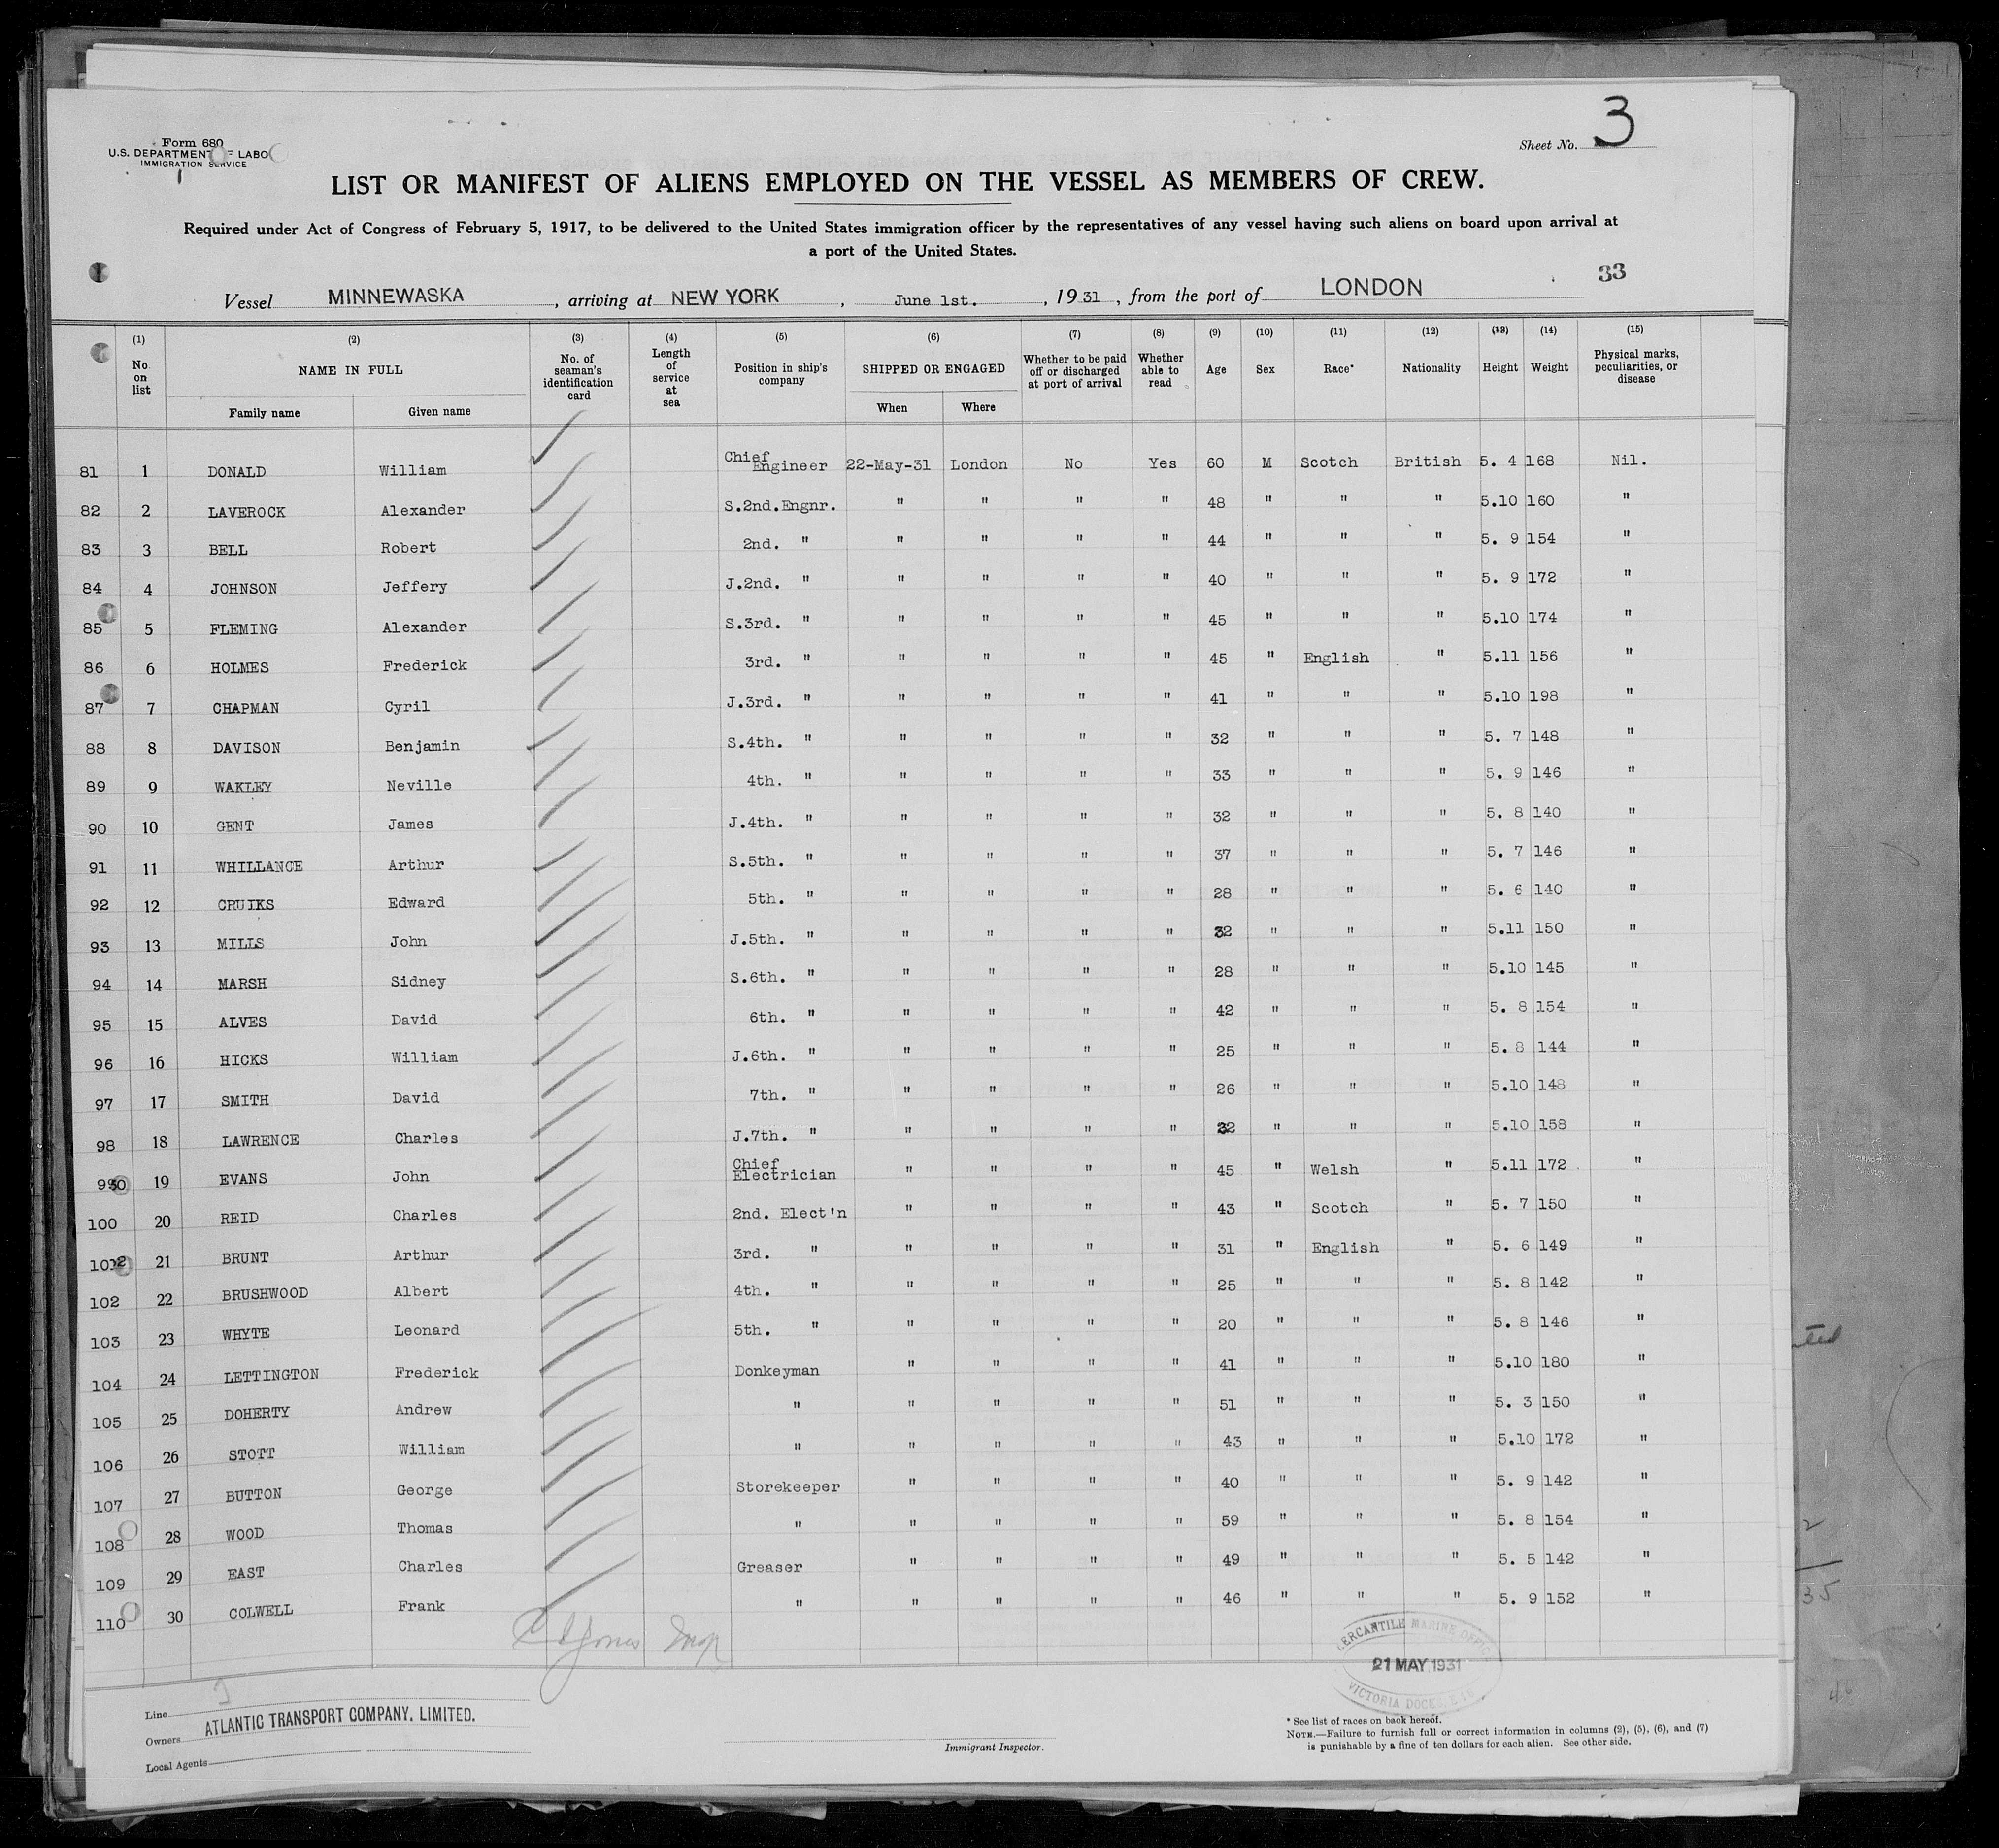 Form 680
U.S. DEPARTMENT OF LABO
IMMIGRATION SERVICE
Sheet No. 3
LIST OR MANIFEST OF ALIENS EMPLOYED ON THE VESSEL AS MEMBERS OF CREW.
Required under Act of Congress of February 5, 1917, to be delivered to the United States immigration officer by the representatives of any vessel having such aliens on board upon arrival at
a port of the United States.
33
Vessel MINNEWASKA, arriving at NEW YORK, June 1st., 1931, from the port of LONDON
(1) No. on list (2) NAME IN FULL Family name Given name (3) No. of seaman's identification card (4) Length of service at sea (5) Position in ship's company (6) SHIPPED OR ENGAGED When Where (7) Whether to be paid off or discharged at port of arrival (8) Whether able to read (9) Age (10) Sex (11) Race* (12) Nationality (13) Height (14) Weight (15) Physical marks, peculiarities, or disease
81 1 DONALD William Chief Engineer 22-May-31 London No Yes 60 M Scotch British 5. 4 168 Nil.
82 2 LAVEROCK Alexander S.2nd.Engnr. " " " " 48 " " " 5.10 160 "
83 3 BELL Robert 2nd. " " " " " 44 " " " 5. 9 154 "
84 4 JOHNSON Jeffery J.2nd. " " " " " 40 " " " 5. 9 172 "
85 5 FLEMING Alexander S.3rd. " " " " " 45 " " " 5.10 174 "
86 6 HOLMES Frederick 3rd. " " " " " 45 " English " 5.11 156 "
87 7 CHAPMAN Cyril J.3rd. " " " " " 41 " " " 5.10 198 "
88 8 DAVISON Benjamin S.4th. " " " " " 32 " " " 5. 7 148 "
89 9 WAKLEY Neville 4th. " " " " " 33 " " " 5. 9 146 "
90 10 GENT James J.4th. " " " " " 32 " " " 5. 8 140 "
91 11 WHILLANCE Arthur S.5th. " " " " " 37 " " " 5. 7 146 "
92 12 CRUIKS Edward 5th. " " " " " 28 " " " 5. 6 140 "
93 13 MILLS John J.5th. " " " " " 32 " " " 5.11 150 "
94 14 MARSH Sidney S.6th. " " " " " 28 " " " 5.10 145 "
95 15 ALVES David 6th. " " " " " 42 " " " 5. 8 154 "
96 16 HICKS William J.6th. " " " " " 25 " " " 5. 8 144 "
97 17 SMITH David 7th. " " " " " 26 " " " 5.10 148 "
98 18 LAWRENCE Charles J.7th. " " " " " 32 " " " 5.10 158 "
99 19 EVANS John Chief Electrician " " " " 45 " Welsh " 5.11 172 "
100 20 REID Charles 2nd. Elect'n " " " " 43 " Scotch " 5. 7 150 "
21 BRUNT Arthur 3rd. " " " " " 31 " English " 5. 6 149 "
102 22 BRUSHWOOD Albert 4th. " " " " " 25 " " " 5. 8 142 "
103 23 WHYTE Leonard 5th. " " " " " 20 " " " 5. 8 146 "
104 24 LETTINGTON Frederick Donkeyman " " " " 41 " " " 5.10 180 "
105 25 DOHERTY Andrew " " " " " 51 " " " 5. 3 150 "
106 26 STOTT William " " " " " 43 " " " 5.10 172 "
107 27 BUTTON George Storekeeper " " " " 40 " " " 5. 9 142 "
108 28 WOOD Thomas " " " " " 59 " " " 5. 8 154 "
109 29 EAST Charles Greaser " " " " 49 " " " 5. 5 142 "
110 30 COLWELL Frank " " " " " 46 " " " 5. 9 152 "
Jones Insp
MERCANTILE MARINE OFFICE
21 MAY 1931
VICTORIA DOCKS
Line
Owners ATLANTIC TRANSPORT COMPANY, LIMITED.
Local Agents
Immigrant Inspector.
* See list of races on back hereof.
NOTE.—Failure to furnish full or correct information in columns (2), (5), (6), and (7)
is punishable by a fine of ten dollars for each alien. See other side.